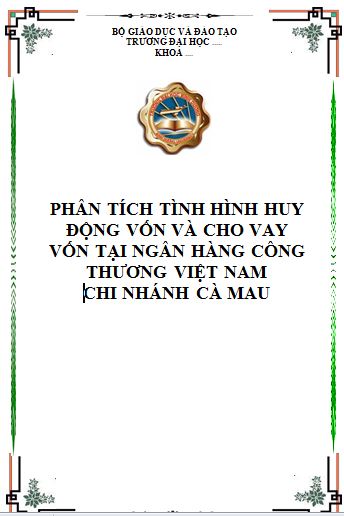 BỘ GIÁO DỤC VÀ ĐÀO TẠO
TRƯỜNG ĐẠI HỌC .....
KHOA ....
PHÂN TÍCH TÌNH HÌNH HUY
ĐỘNG VỐN VÀ CHO VAY
VỐN TẠI NGÂN HÀNG CÔNG
THƯƠNG VIỆT NAM
CHI NHÁNH CÀ MAU